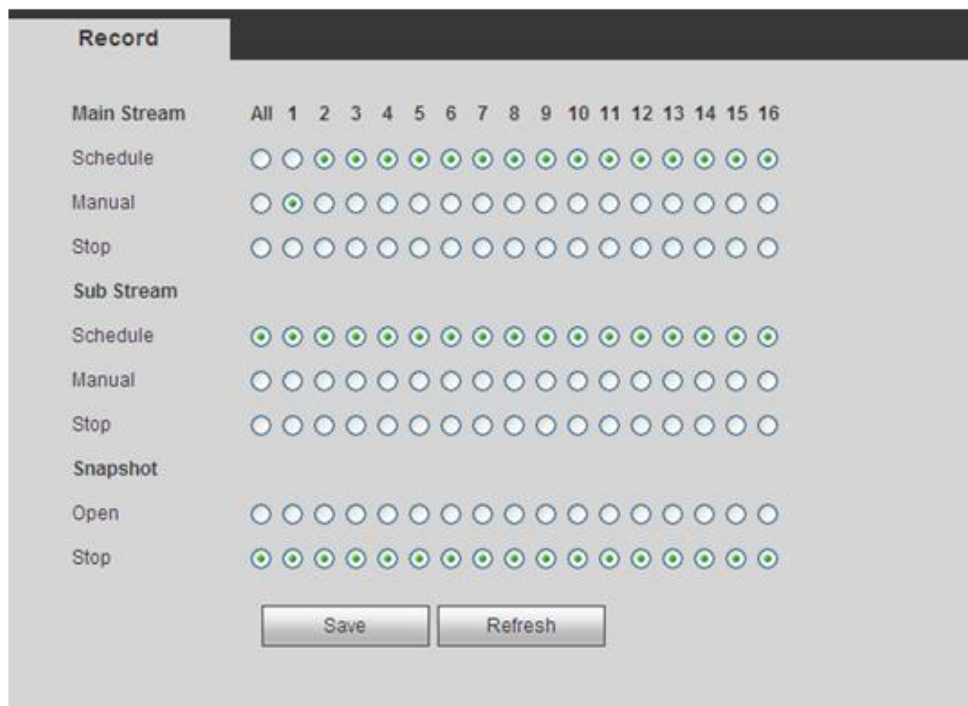 Record
Main Stream All 1 2 3 4 5 6 7 8 9 10 11 12 13 14 15 16
Schedule
Manual
Stop
Sub Stream
Schedule
Manual
Stop
Snapshot
Open
Stop
Save Refresh